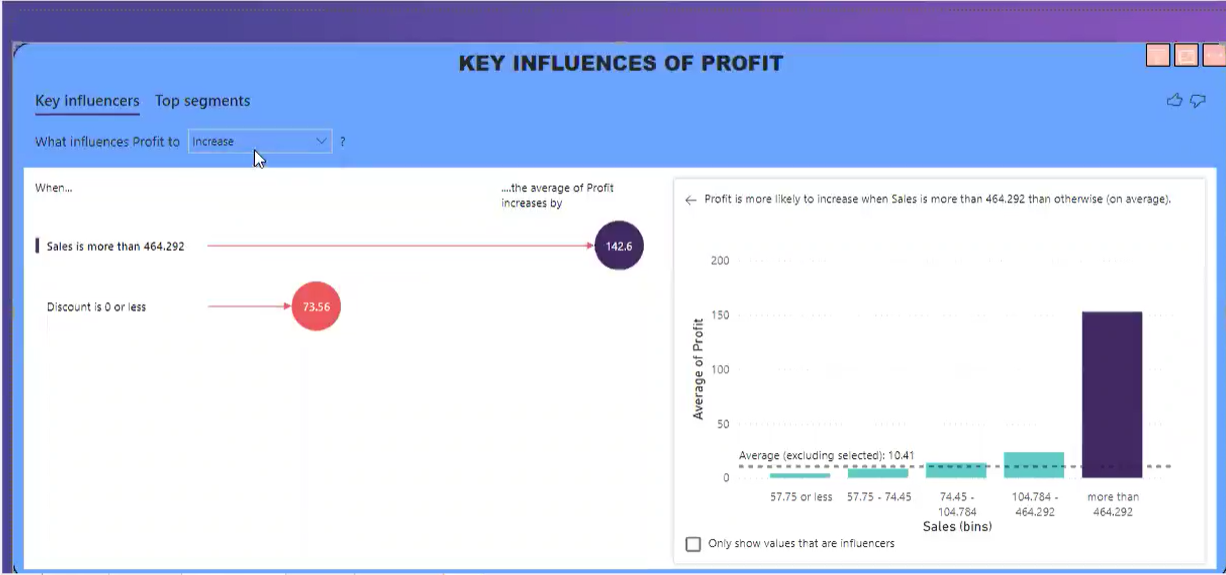 KEY INFLUENCES OF PROFIT
Key influencers
Top segments
What influences Profit to Increase ?
When...
....the average of Profit
increases by
Sales is more than 464.292
142.6
Discount is 0 or less
73.56
Profit is more likely to increase when Sales is more than 464.292 than otherwise (on average).
200
150
100
50
0
Average of Profit
Average (excluding selected): 10.41
57.75 or less
57.75 - 74.45
74.45 -
104.784
104.784 -
464.292
more than
464.292
Sales (bins)
Only show values that are influencers